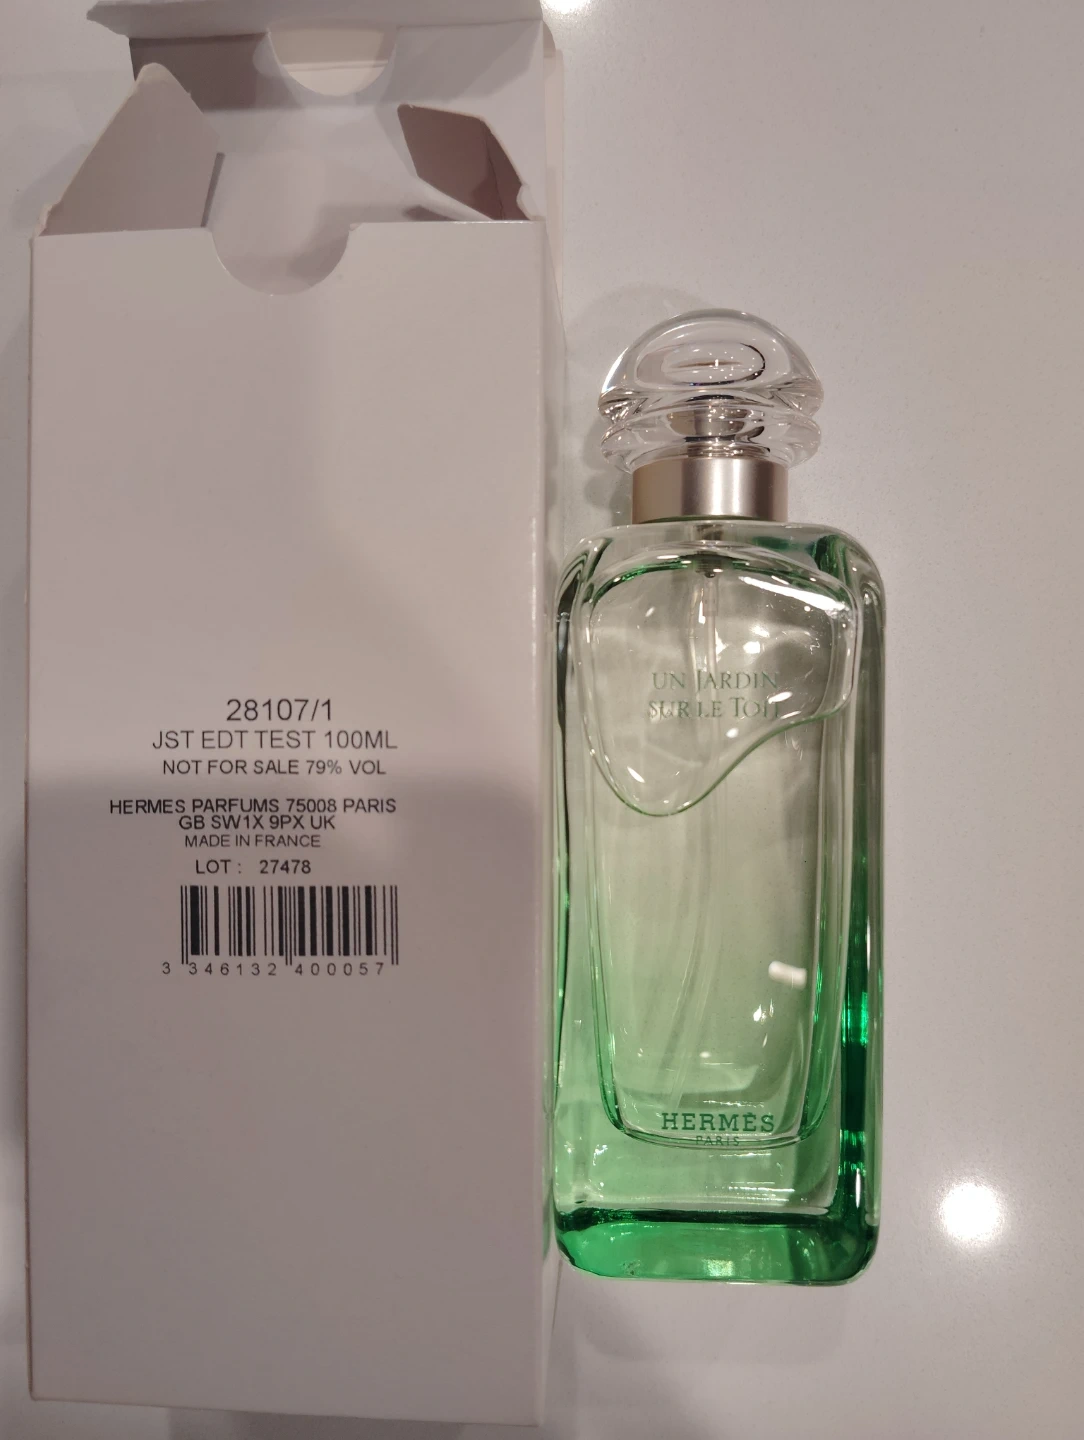 28107/1
JST EDT TEST 100ML
NOT FOR SALE 79% VOL
HERMES PARFUMS 75008 PARIS
GB SW1X 9PX UK
MADE IN FRANCE
LOT : 27478
3 346132 400057
UN JARDIN
SUR LE TOIT
HERMÈS
PARIS